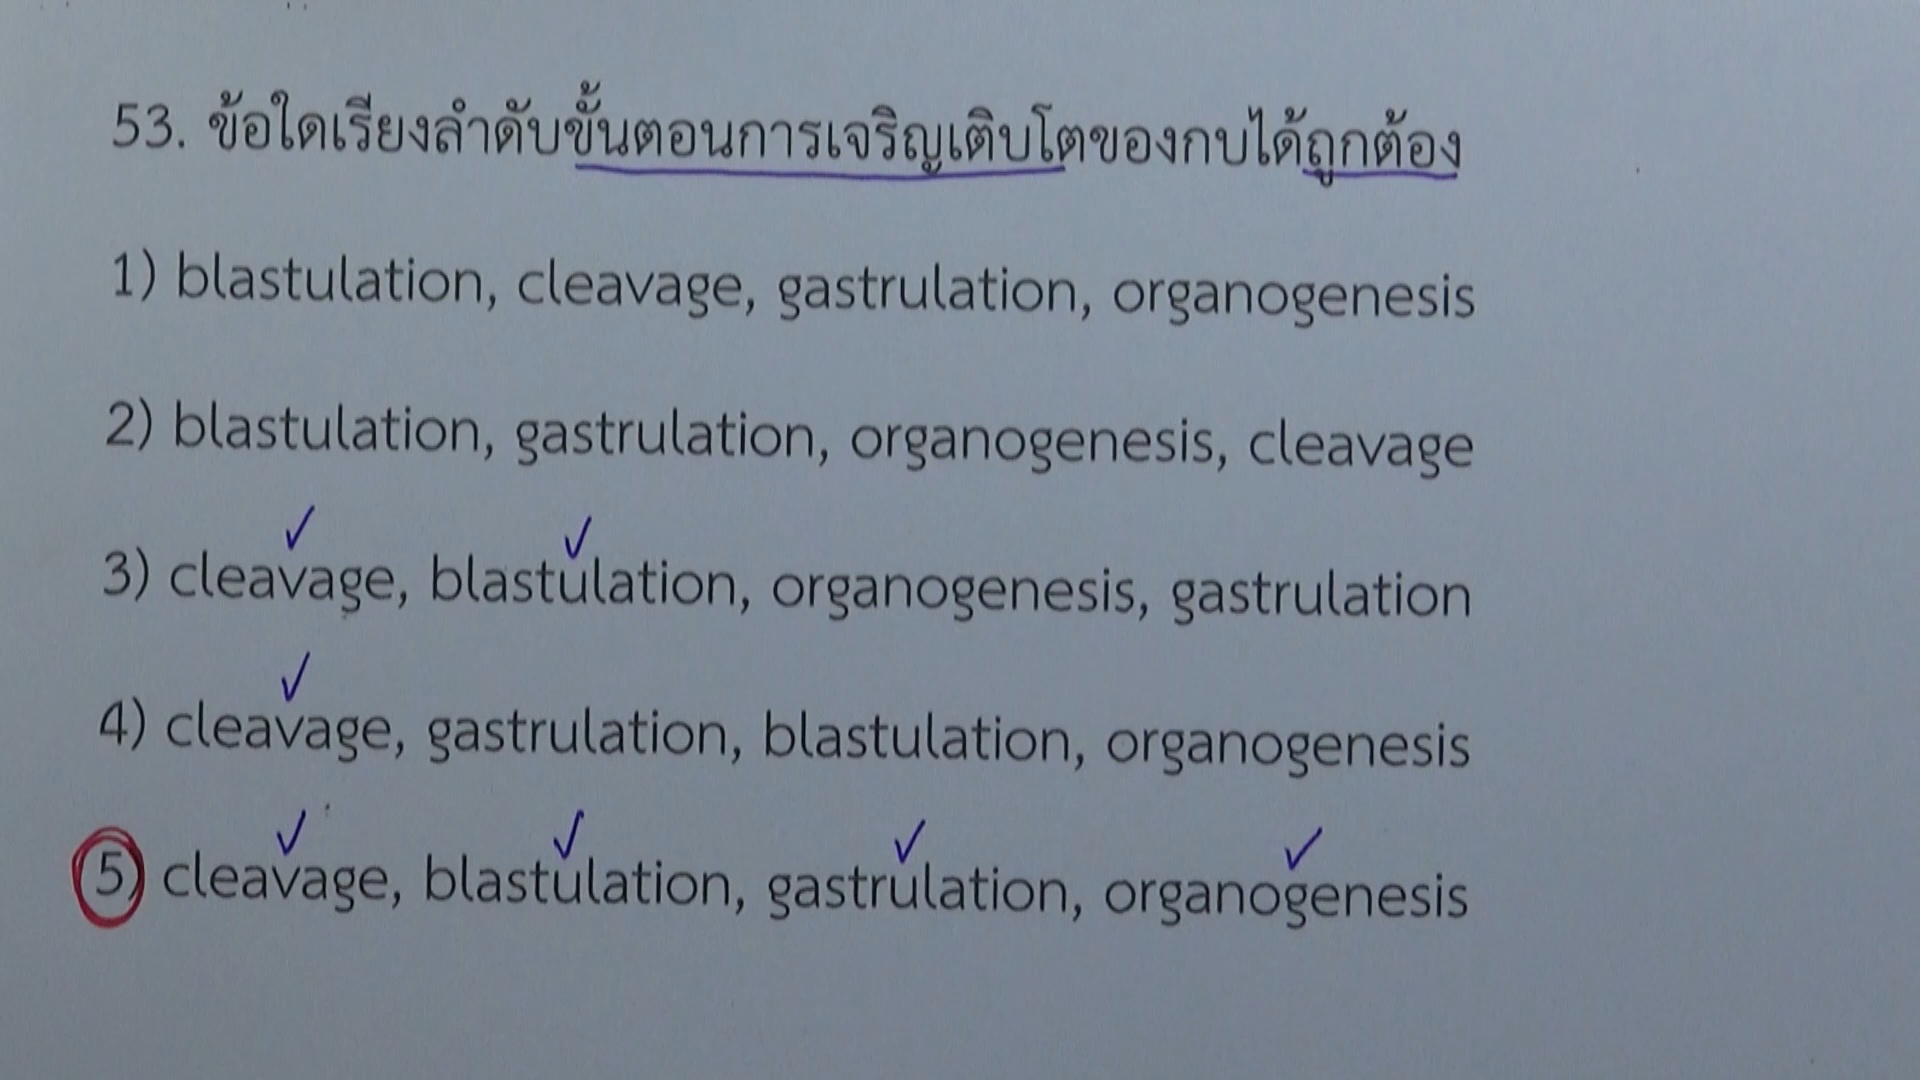 53. ข้อใดเรียงลำดับขั้นตอนการเจริญเติบโตของกบได้ถูกต้อง
1) blastulation, cleavage, gastrulation, organogenesis
2) blastulation, gastrulation, organogenesis, cleavage
3) cleavage, blastulation, organogenesis, gastrulation
4) cleavage, gastrulation, blastulation, organogenesis
5) cleavage, blastulation, gastrulation, organogenesis